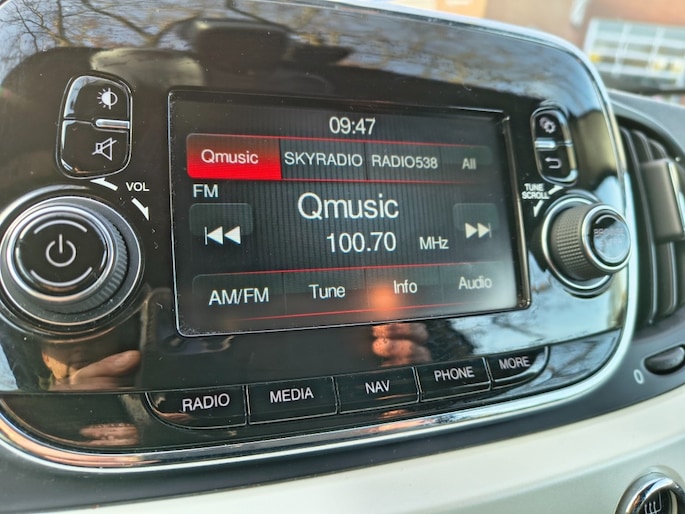 09:47
Qmusic SKYRADIO RADIO538 All
FM
VOL
TUNE
SCROLL
Qmusic
100.70 MHz
AM/FM Tune Info Audio
RADIO MEDIA NAV PHONE MORE
0